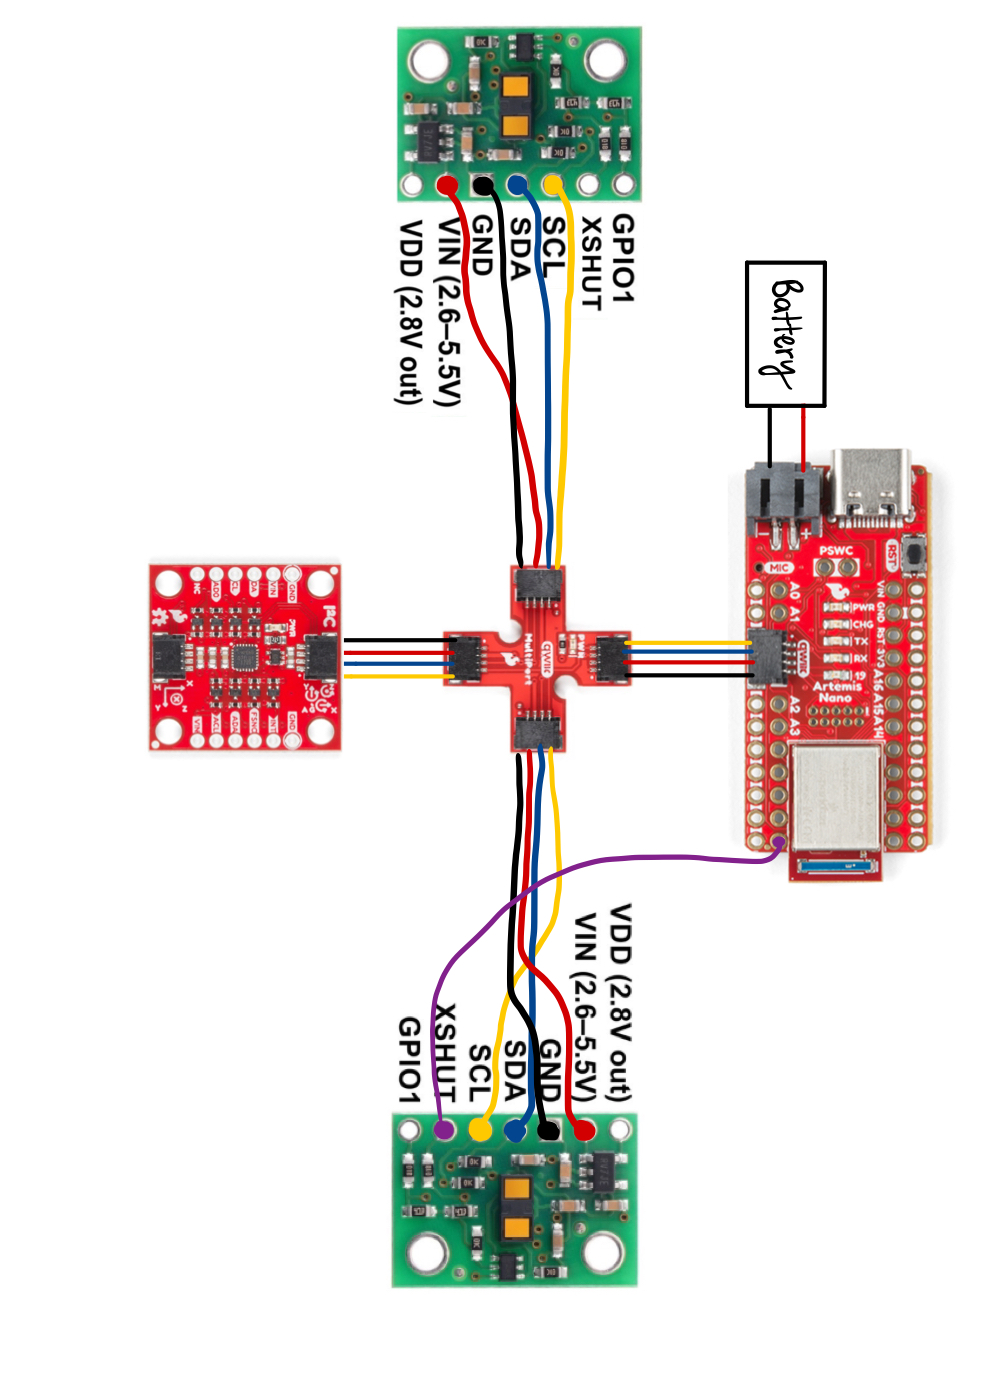 RST
VIN GND RST 3V3 A16 A15 A14
PWR
CHG
TX
RX
19
Artemis
Nano
PSWC
+
-
MIC
qwiic
A0 A1
A2 A3
Battery
GPIO1
XSHUT
SCL
SDA
GND
VIN (2.6–5.5V)
VDD (2.8V out)
PWR
qwiic
MultiPort
VDD (2.8V out)
VIN (2.6–5.5V)
GND
SDA
SCL
XSHUT
GPIO1
I²C
PWR
GND
VIN
DA
CL
AD0
NC
GND
INT
FSNC
ADA
ACL
VIN
X
Z
Y